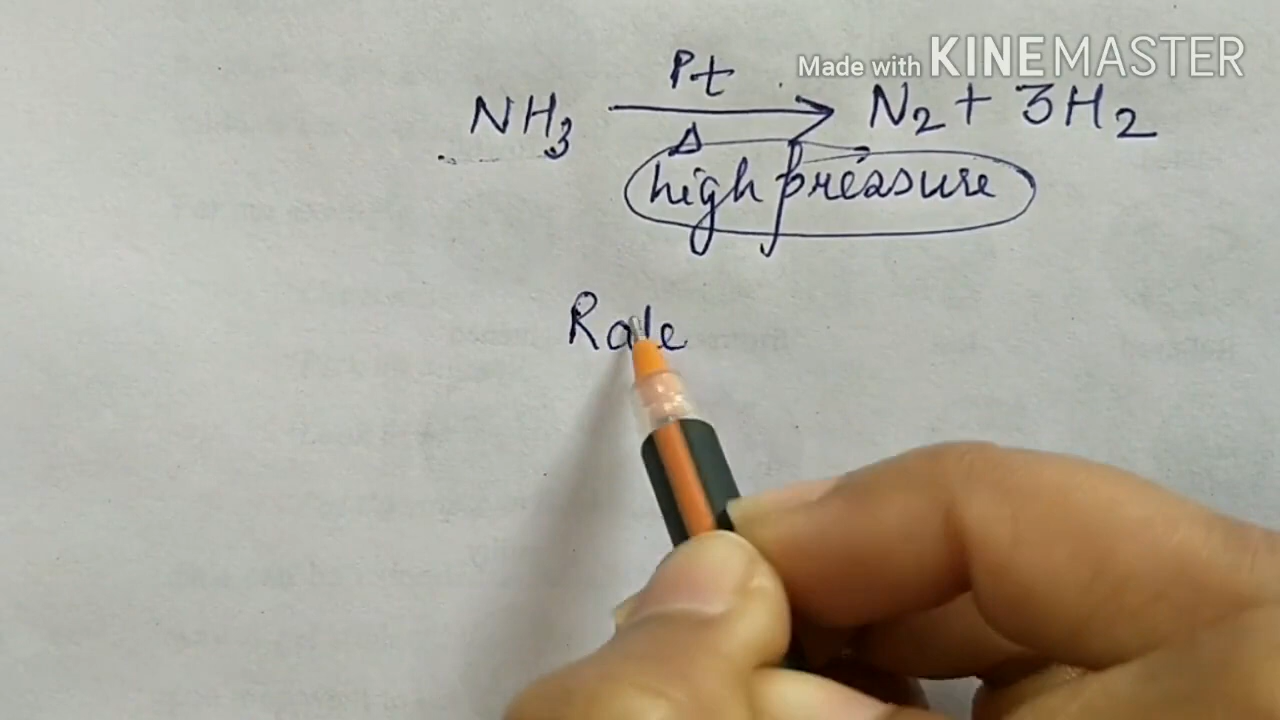 Made with KINEMASTER
Pt
NH3 → N2 + 3H2
Δ
high pressure
Rate